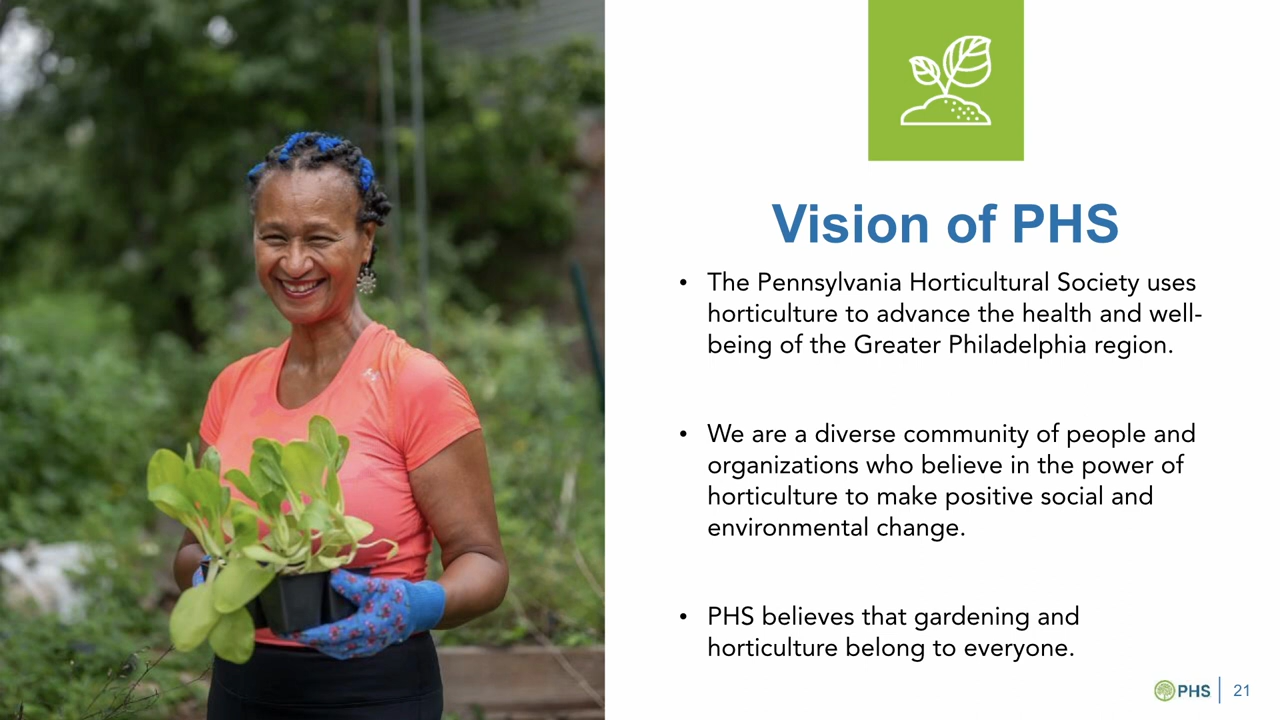 Vision of PHS
• The Pennsylvania Horticultural Society uses
horticulture to advance the health and well-
being of the Greater Philadelphia region.
• We are a diverse community of people and
organizations who believe in the power of
horticulture to make positive social and
environmental change.
• PHS believes that gardening and
horticulture belong to everyone.
PHS | 21